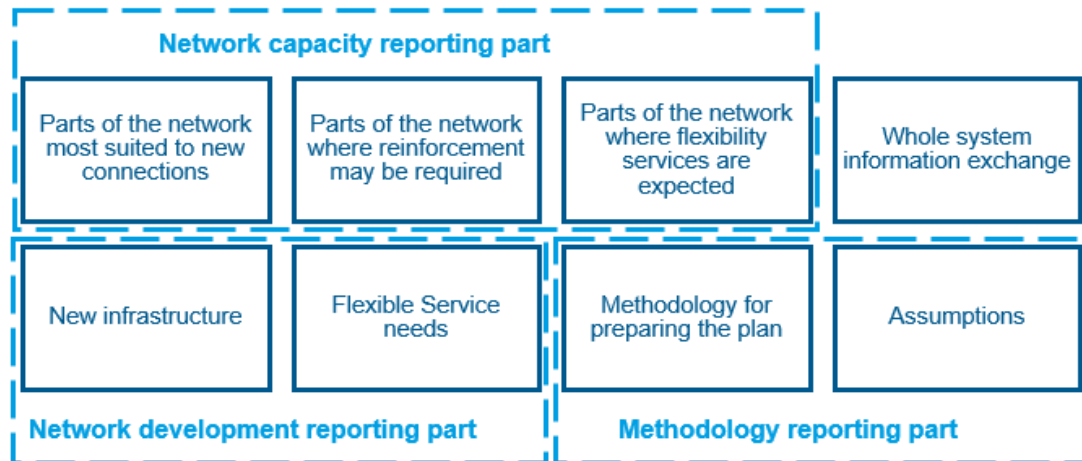 Network capacity reporting part
Parts of the network
most suited to new
connections
Parts of the network
where reinforcement
may be required
Parts of the network
where flexibility
services are
expected
Whole system
information exchange
New infrastructure
Flexible Service
needs
Methodology for
preparing the plan
Assumptions
Network development reporting part
Methodology reporting part